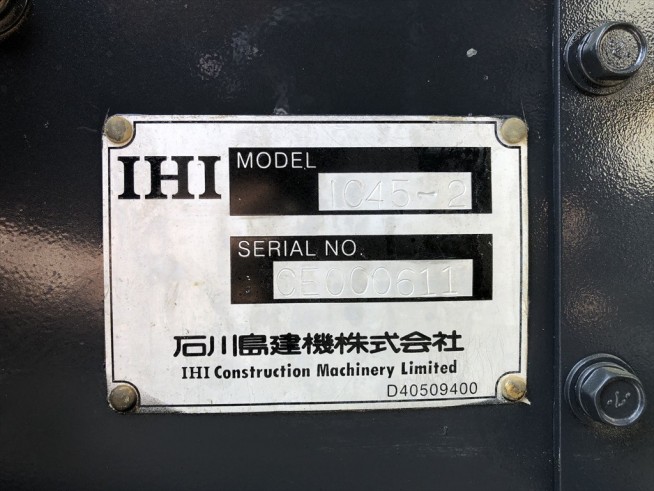 IHI
MODEL
IC45-2
SERIAL NO.
CE000611
石川島建機株式会社
IHI Construction Machinery Limited
D40509400